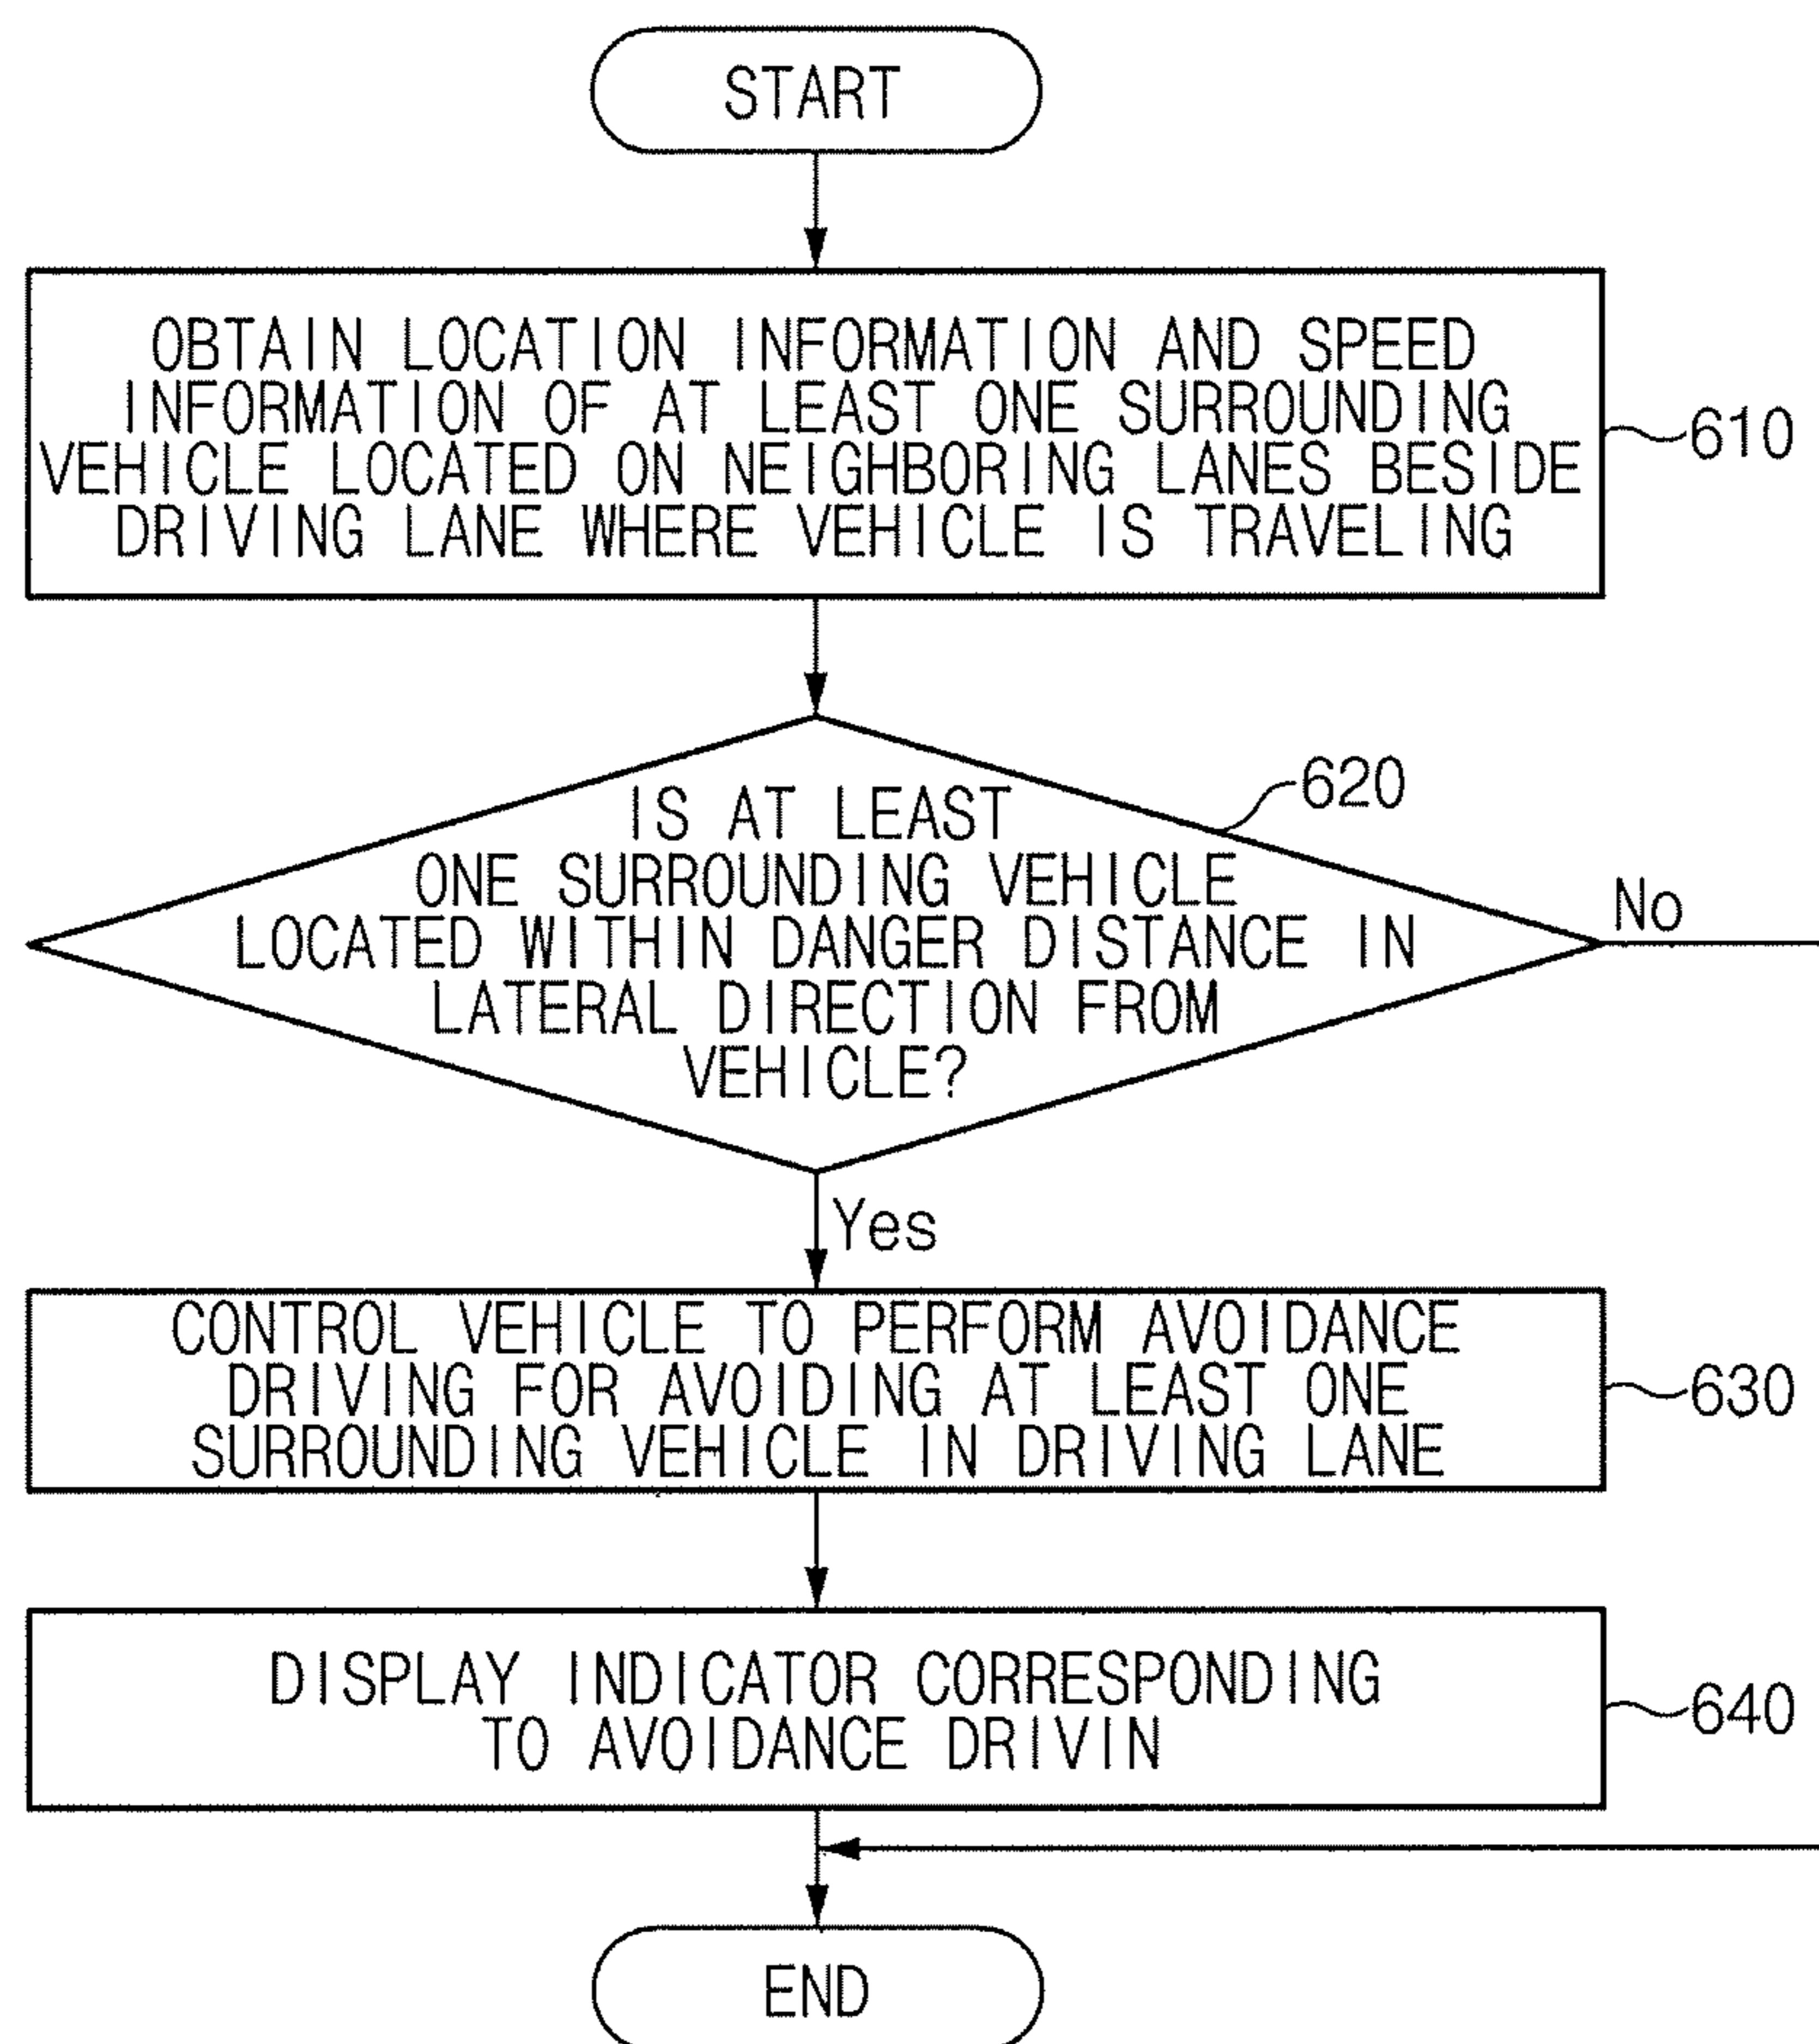 START
OBTAIN LOCATION INFORMATION AND SPEED
INFORMATION OF AT LEAST ONE SURROUNDING
VEHICLE LOCATED ON NEIGHBORING LANES BESIDE
DRIVING LANE WHERE VEHICLE IS TRAVELING
610
IS AT LEAST
ONE SURROUNDING VEHICLE
LOCATED WITHIN DANGER DISTANCE IN
LATERAL DIRECTION FROM
VEHICLE?
620
No
Yes
CONTROL VEHICLE TO PERFORM AVOIDANCE
DRIVING FOR AVOIDING AT LEAST ONE
SURROUNDING VEHICLE IN DRIVING LANE
630
DISPLAY INDICATOR CORRESPONDING
TO AVOIDANCE DRIVIN
640
END